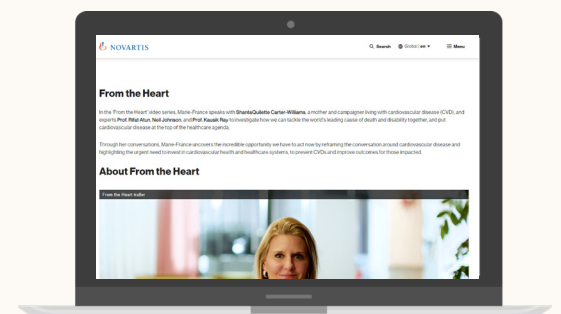 NOVARTIS
Search
Global | en
Menu
From the Heart
In the 'From the Heart' video series, Marie-France speaks with ShantaQuilette Carter-Williams, a mother and campaigner living with cardiovascular disease (CVD), and
experts Prof. Rifat Atun, Neil Johnson, and Prof. Kausik Ray to investigate how we can tackle the world's leading cause of death and disability together, and put
cardiovascular disease at the top of the healthcare agenda.
Through her conversations, Marie-France uncovers the incredible opportunity we have to act now by reframing the conversation around cardiovascular disease and
highlighting the urgent need to invest in cardiovascular health and healthcare systems, to prevent CVDs and improve outcomes for those impacted.
About From the Heart
From the Heart trailer